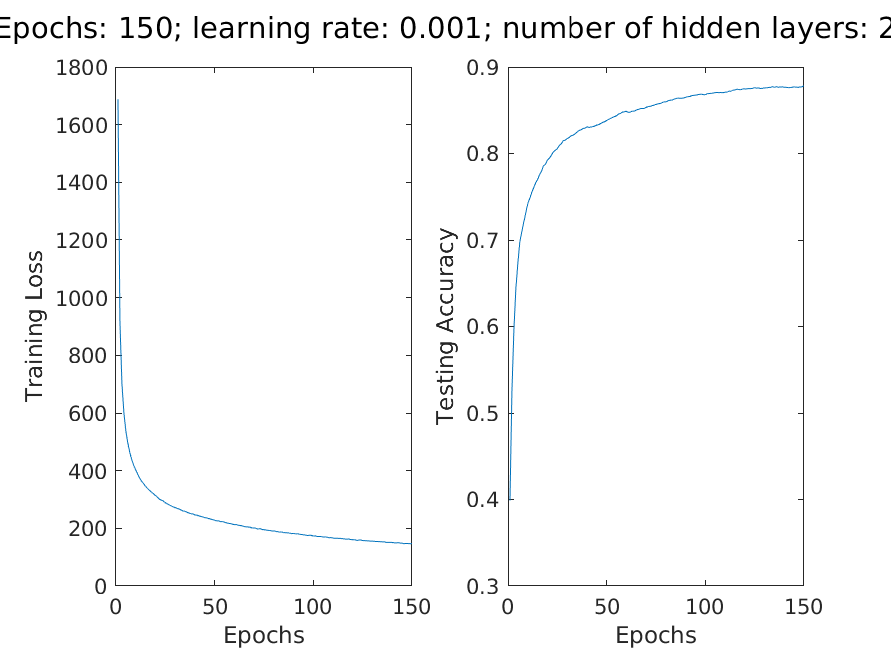 Epochs: 150; learning rate: 0.001; number of hidden layers: 2
1800
1600
1400
1200
1000
800
600
400
200
0
Training Loss
0 50 100 150
Epochs
0.9
0.8
0.7
0.6
0.5
0.4
0.3
Testing Accuracy
0 50 100 150
Epochs